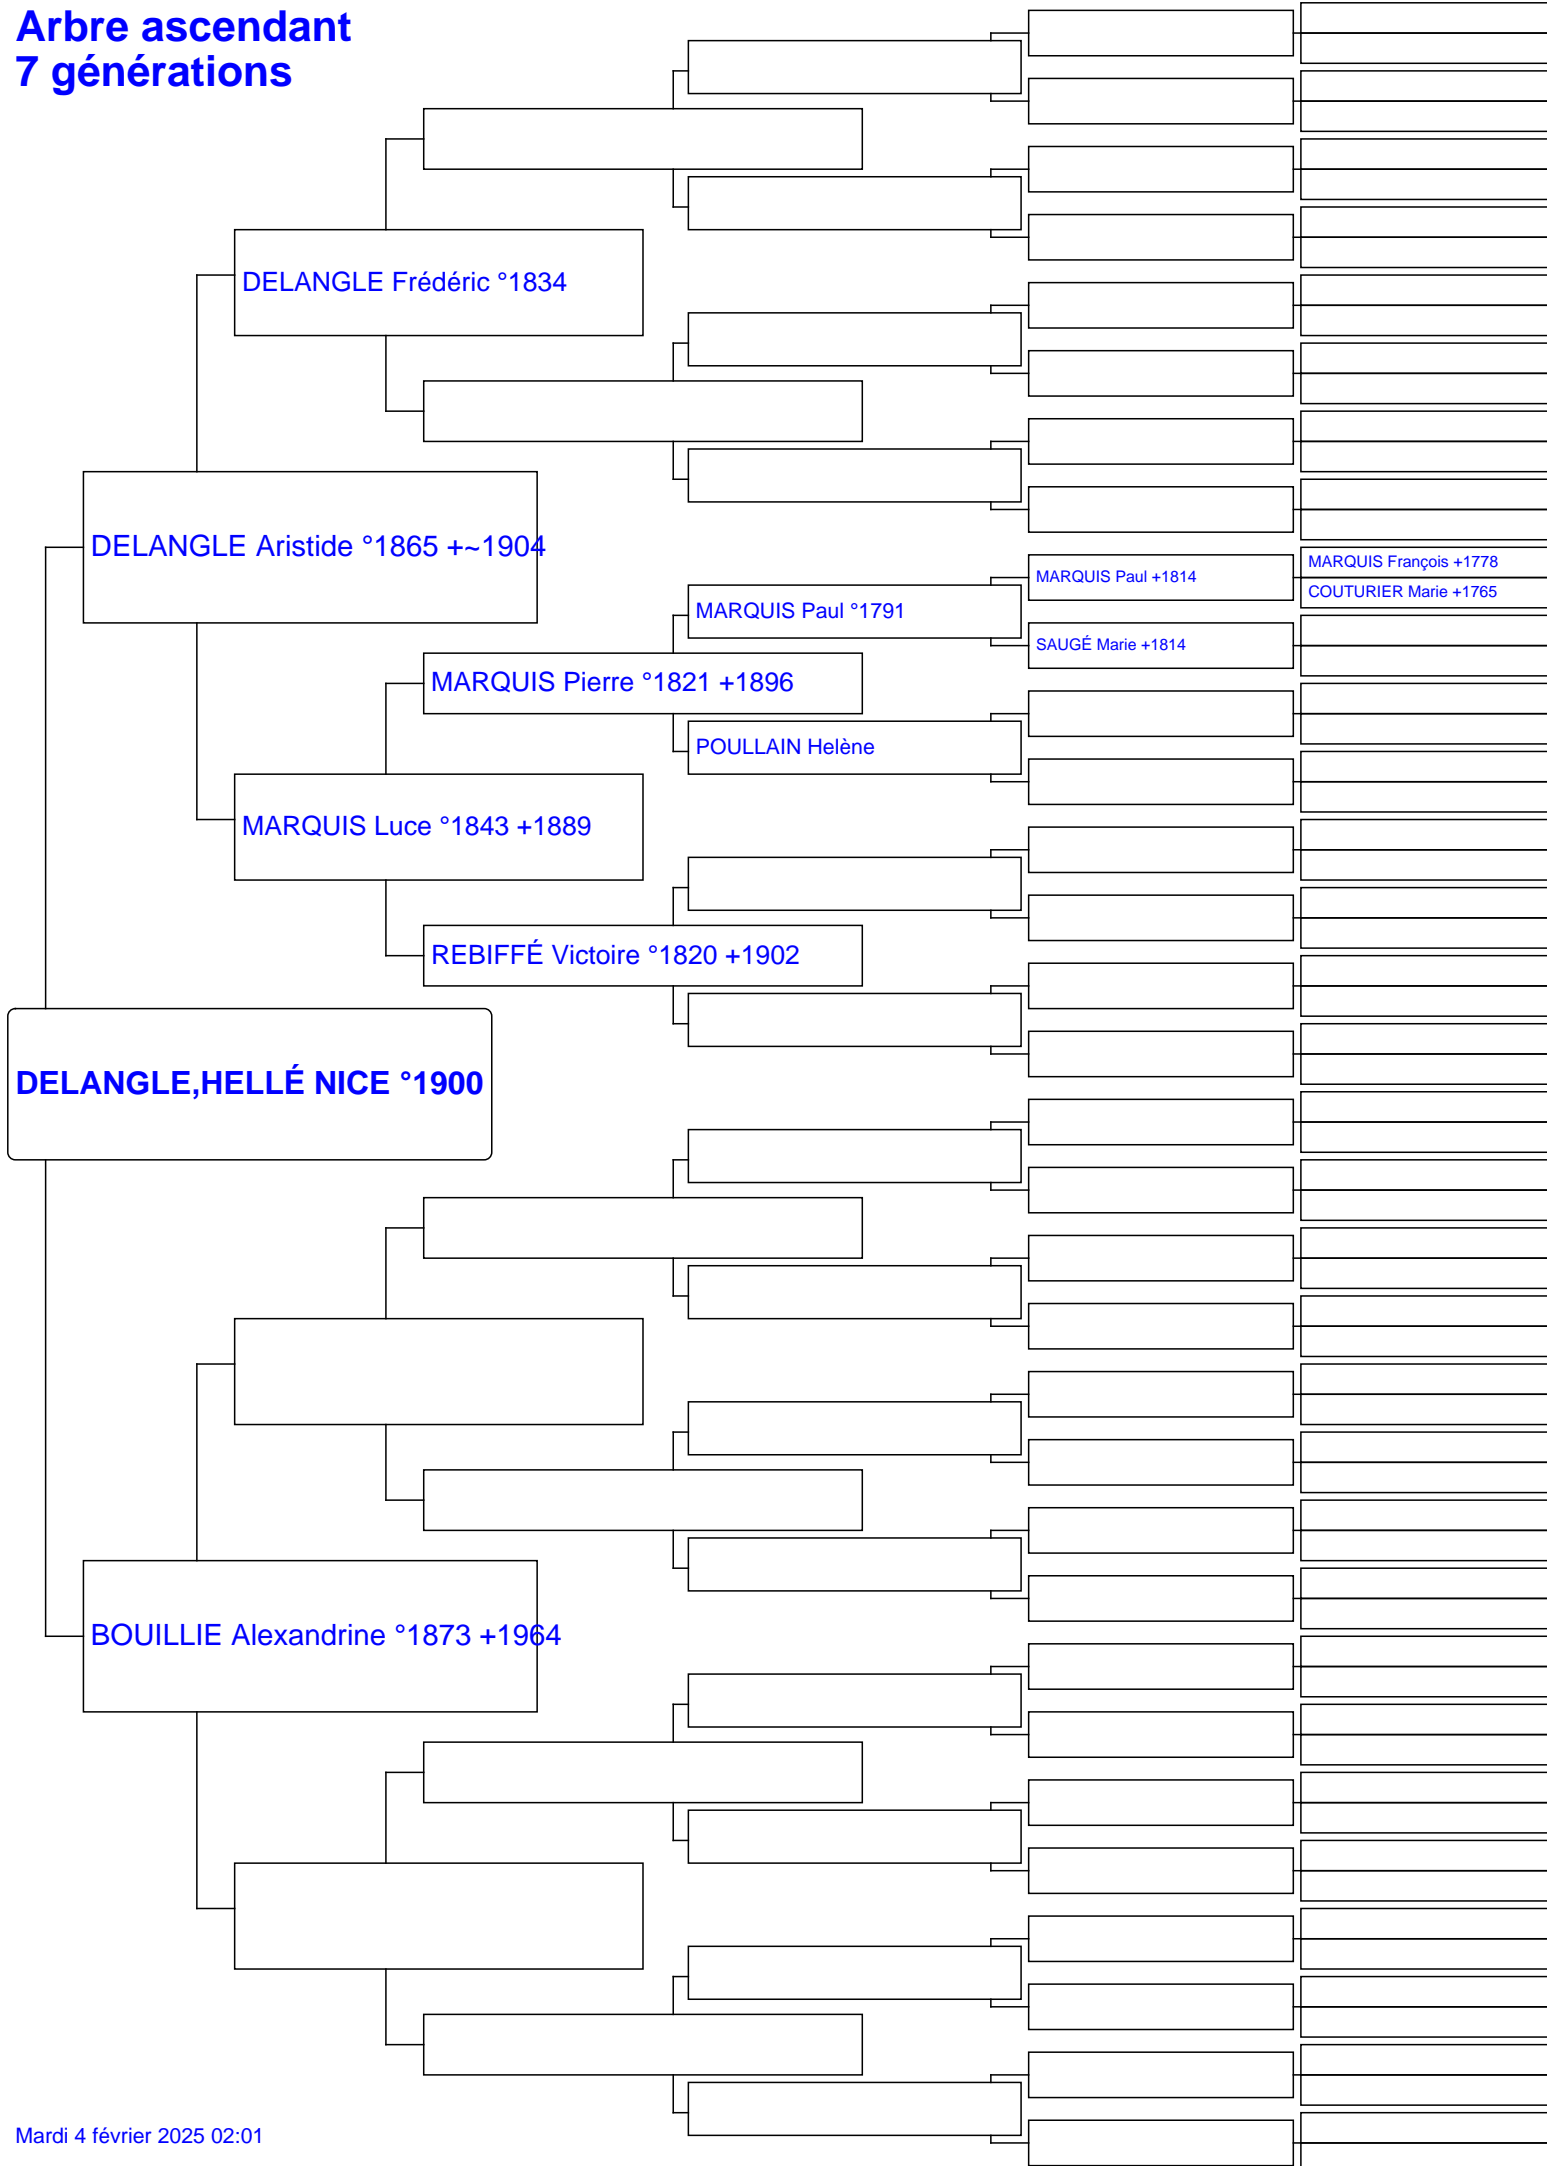 Arbre ascendant
7 générations
DELANGLE Frédéric °1834
DELANGLE Aristide °1865 +~1904
MARQUIS François +1778
MARQUIS Paul +1814
COUTURIER Marie +1765
MARQUIS Paul °1791
SAUGÉ Marie +1814
MARQUIS Pierre °1821 +1896
POULLAIN Helène
MARQUIS Luce °1843 +1889
REBIFFÉ Victoire °1820 +1902
DELANGLE,HELLÉ NICE °1900
BOUILLIE Alexandrine °1873 +1964
Mardi 4 février 2025 02:01